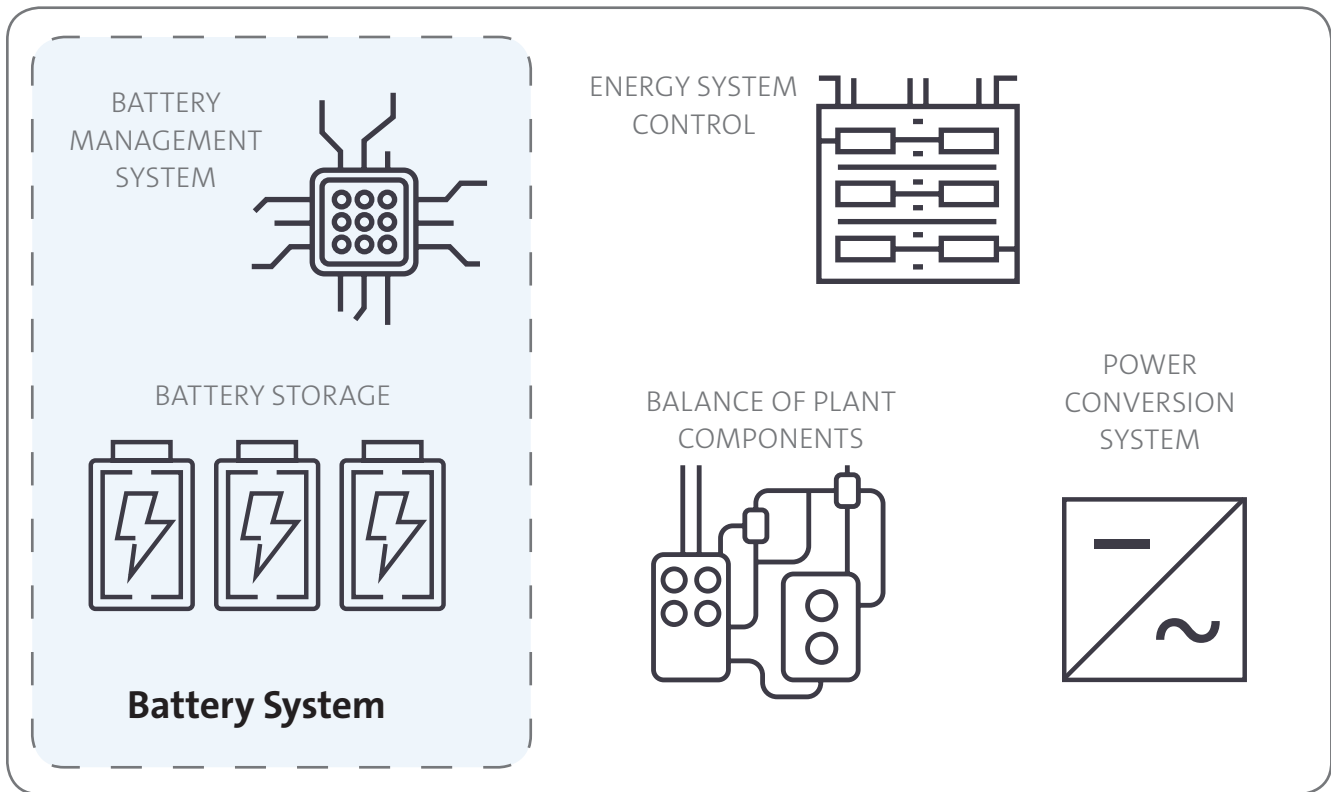 BATTERY
MANAGEMENT
SYSTEM
ENERGY SYSTEM
CONTROL
BATTERY STORAGE
BALANCE OF PLANT
COMPONENTS
POWER
CONVERSION
SYSTEM
Battery System